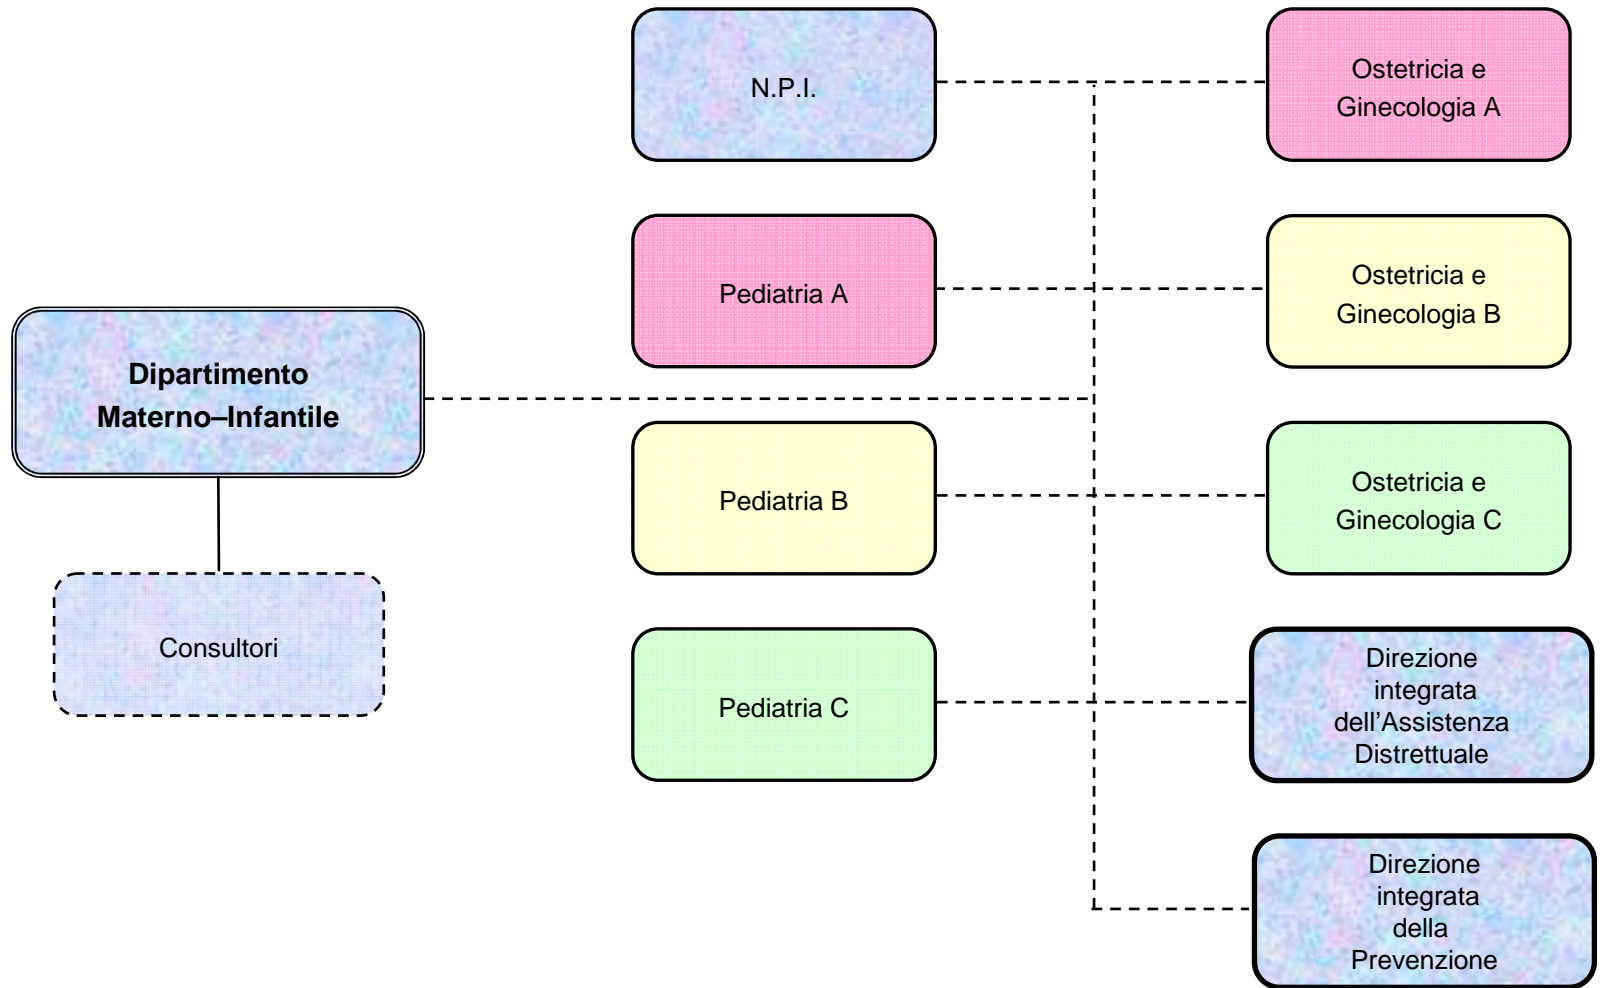 N.P.I.
Ostetricia e
Ginecologia A
Pediatria A
Ostetricia e
Ginecologia B
Dipartimento
Materno–Infantile
Pediatria B
Ostetricia e
Ginecologia C
Consultori
Pediatria C
Direzione
integrata
dell’Assistenza
Distrettuale
Direzione
integrata
della
Prevenzione